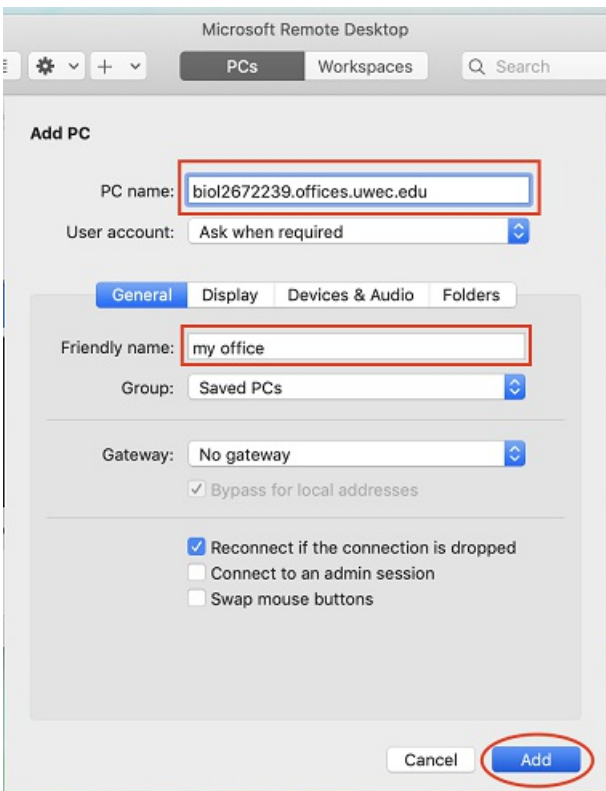 Microsoft Remote Desktop
PCs Workspaces Search
Add PC
PC name: biol2672239.offices.uwec.edu
User account: Ask when required
General Display Devices & Audio Folders
Friendly name: my office
Group: Saved PCs
Gateway: No gateway
Bypass for local addresses
Reconnect if the connection is dropped
Connect to an admin session
Swap mouse buttons
Cancel Add